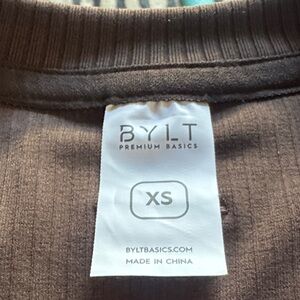 BYLT
PREMIUM BASICS
XS
BYLTBASICS.COM
MADE IN CHINA